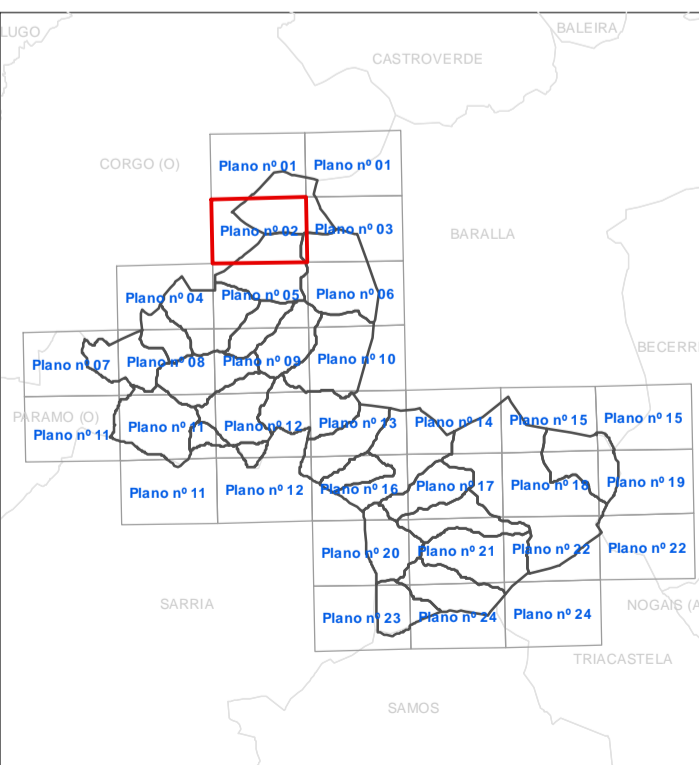 LUGO
BALEIRA
CASTROVERDE
CORGO (O)
Plano nº 01
Plano nº 01
Plano nº 02
Plano nº 03
BARALLA
Plano nº 04
Plano nº 05
Plano nº 06
BECERRE
Plano nº 07
Plano nº 08
Plano nº 09
Plano nº 10
PARAMO (O)
Plano nº 11
Plano nº 11
Plano nº 12
Plano nº 13
Plano nº 14
Plano nº 15
Plano nº 15
Plano nº 11
Plano nº 12
Plano nº 16
Plano nº 17
Plano nº 18
Plano nº 19
Plano nº 20
Plano nº 21
Plano nº 22
Plano nº 22
SARRIA
NOGAIS (A
Plano nº 23
Plano nº 24
Plano nº 24
TRIACASTELA
SAMOS